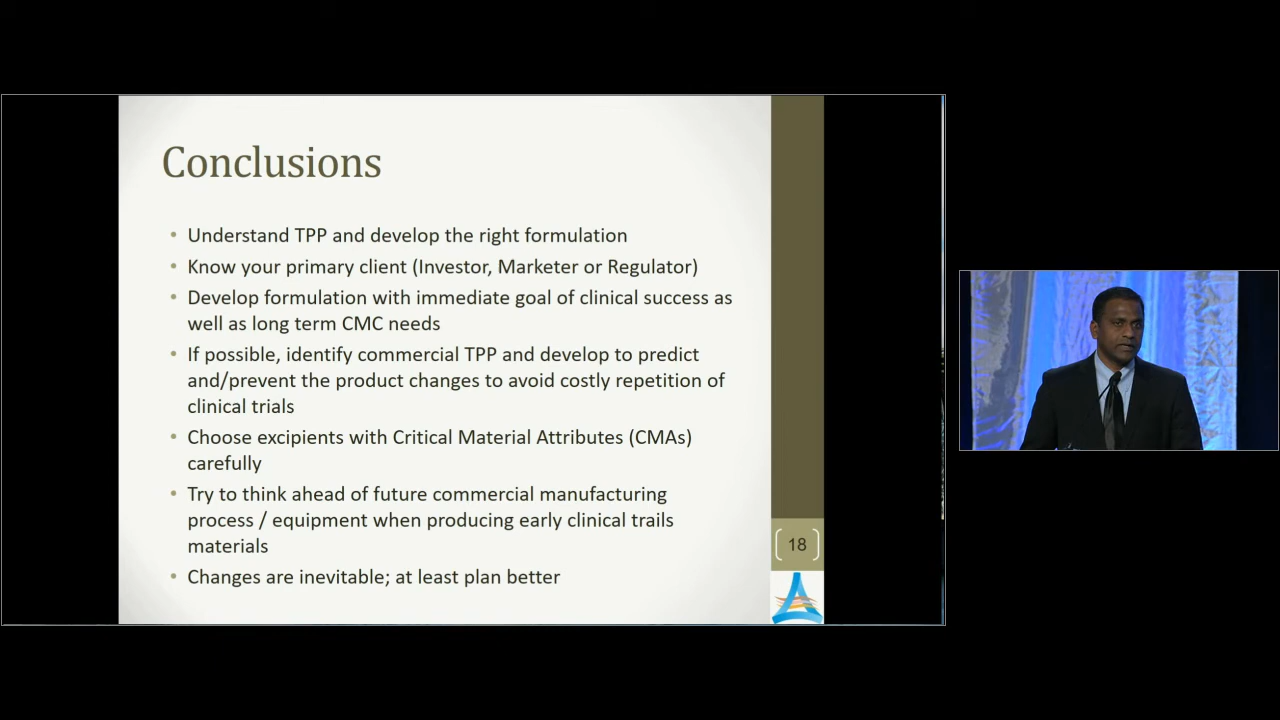 Conclusions
• Understand TPP and develop the right formulation
• Know your primary client (Investor, Marketer or Regulator)
• Develop formulation with immediate goal of clinical success as
well as long term CMC needs
• If possible, identify commercial TPP and develop to predict
and/prevent the product changes to avoid costly repetition of
clinical trials
• Choose excipients with Critical Material Attributes (CMAs)
carefully
• Try to think ahead of future commercial manufacturing
process / equipment when producing early clinical trails
materials
• Changes are inevitable; at least plan better
18